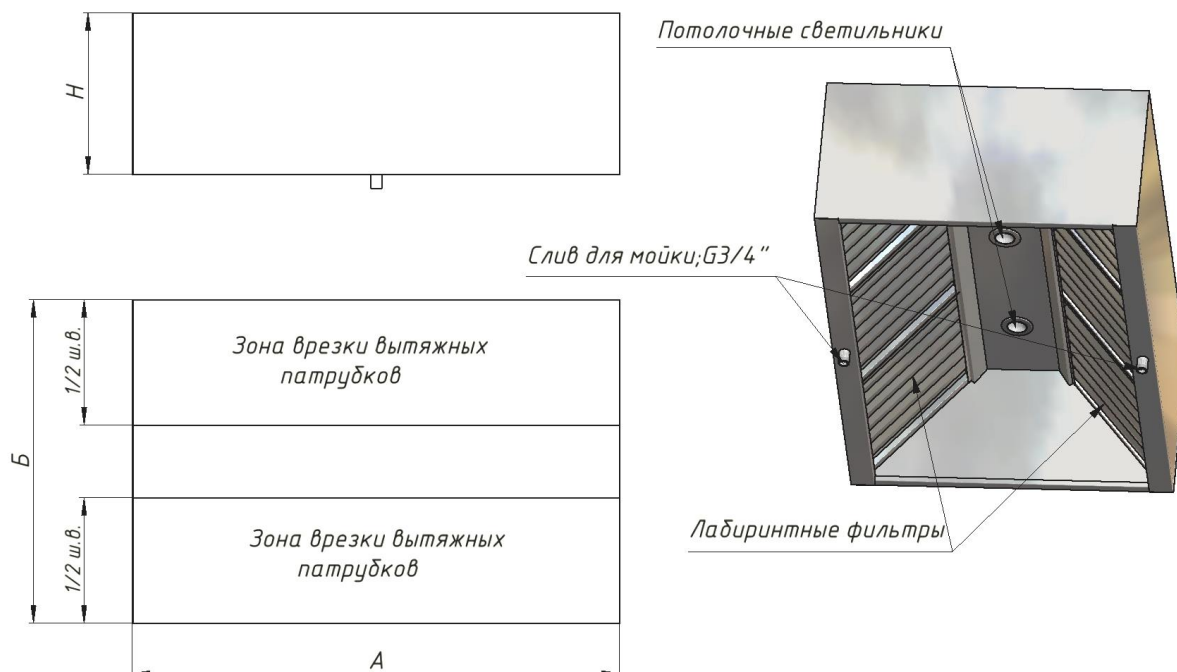 H
Потолочные светильники
Слив для мойки;G3/4"
1/2 ш.в.
Зона врезки вытяжных
патрубков
Б
1/2 ш.в.
Зона врезки вытяжных
патрубков
Лабиринтные фильтры
А